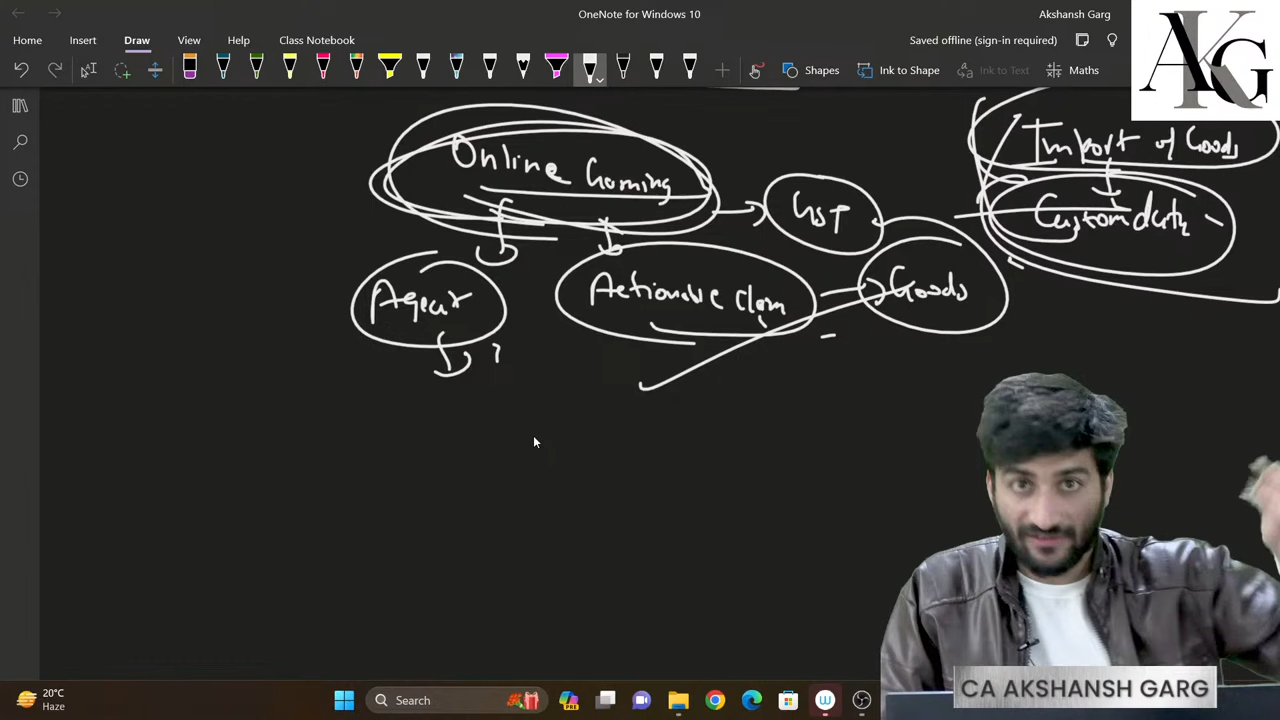 OneNote for Windows 10
Akshansh Garg
Home Insert Draw View Help Class Notebook
Saved offline (sign-in required)
Shapes Ink to Shape Ink to Text Maths
AKG
Online Gaming
GST
Import of Goods
Custom duty
Agent
Actionable Claim
Goods
?
CA AKSHANSH GARG
20°C
Haze
Search
PRE